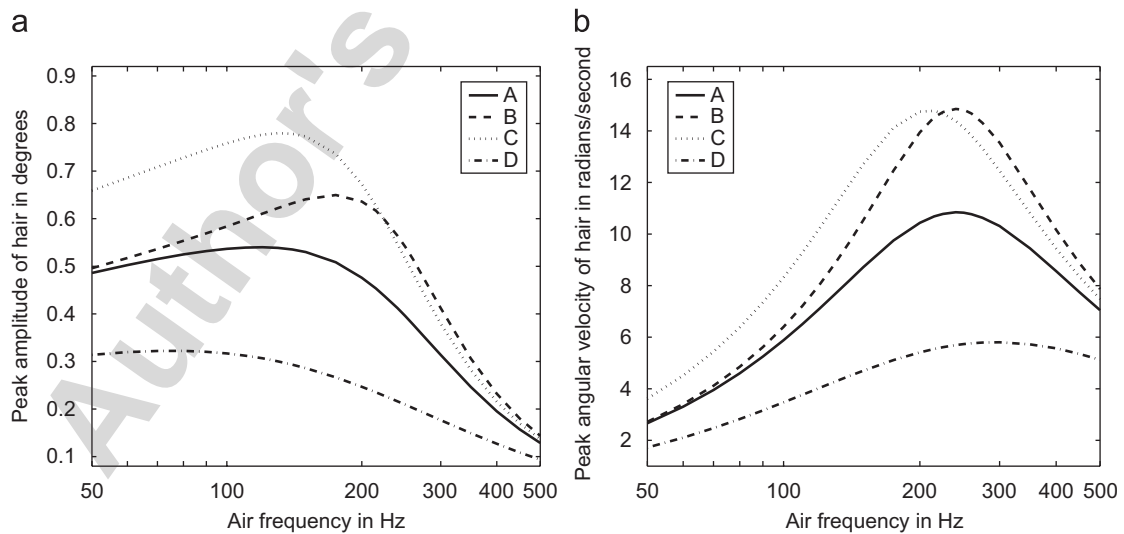 a
Peak amplitude of hair in degrees
0.9
0.8
0.7
0.6
0.5
0.4
0.3
0.2
0.1
50
100
200
300
400
500
Air frequency in Hz
A
B
C
D
Author's
b
Peak angular velocity of hair in radians/second
16
14
12
10
8
6
4
2
50
100
200
300
400
500
Air frequency in Hz
A
B
C
D